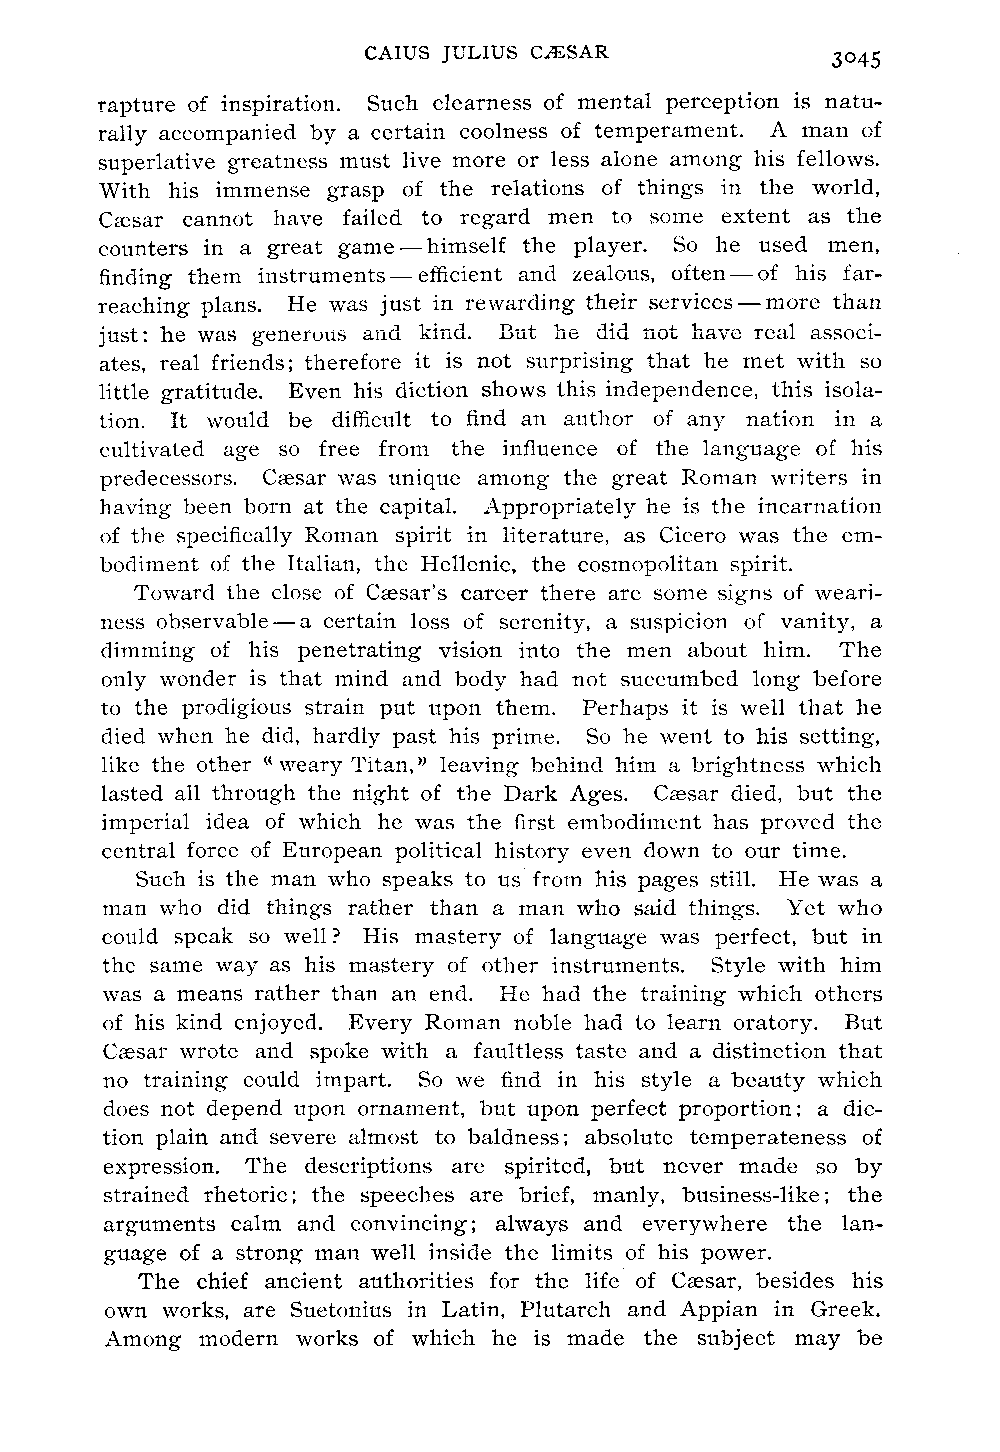 CAIUS JULIUS CÆSAR 3045
rapture of inspiration. Such clearness of mental perception is natu-
rally accompanied by a certain coolness of temperament. A man of
superlative greatness must live more or less alone among his fellows.
With his immense grasp of the relations of things in the world,
Cæsar cannot have failed to regard men to some extent as the
counters in a great game — himself the player. So he used men,
finding them instruments — efficient and zealous, often — of his far-
reaching plans. He was just in rewarding their services — more than
just: he was generous and kind. But he did not have real associ-
ates, real friends; therefore it is not surprising that he met with so
little gratitude. Even his diction shows this independence, this isola-
tion. It would be difficult to find an author of any nation in a
cultivated age so free from the influence of the language of his
predecessors. Cæsar was unique among the great Roman writers in
having been born at the capital. Appropriately he is the incarnation
of the specifically Roman spirit in literature, as Cicero was the em-
bodiment of the Italian, the Hellenic, the cosmopolitan spirit.
Toward the close of Cæsar's career there are some signs of weari-
ness observable — a certain loss of serenity, a suspicion of vanity, a
dimming of his penetrating vision into the men about him. The
only wonder is that mind and body had not succumbed long before
to the prodigious strain put upon them. Perhaps it is well that he
died when he did, hardly past his prime. So he went to his setting,
like the other "weary Titan," leaving behind him a brightness which
lasted all through the night of the Dark Ages. Cæsar died, but the
imperial idea of which he was the first embodiment has proved the
central force of European political history even down to our time.
Such is the man who speaks to us from his pages still. He was a
man who did things rather than a man who said things. Yet who
could speak so well? His mastery of language was perfect, but in
the same way as his mastery of other instruments. Style with him
was a means rather than an end. He had the training which others
of his kind enjoyed. Every Roman noble had to learn oratory. But
Cæsar wrote and spoke with a faultless taste and a distinction that
no training could impart. So we find in his style a beauty which
does not depend upon ornament, but upon perfect proportion; a dic-
tion plain and severe almost to baldness; absolute temperateness of
expression. The descriptions are spirited, but never made so by
strained rhetoric; the speeches are brief, manly, business-like; the
arguments calm and convincing; always and everywhere the lan-
guage of a strong man well inside the limits of his power.
The chief ancient authorities for the life of Cæsar, besides his
own works, are Suetonius in Latin, Plutarch and Appian in Greek.
Among modern works of which he is made the subject may be